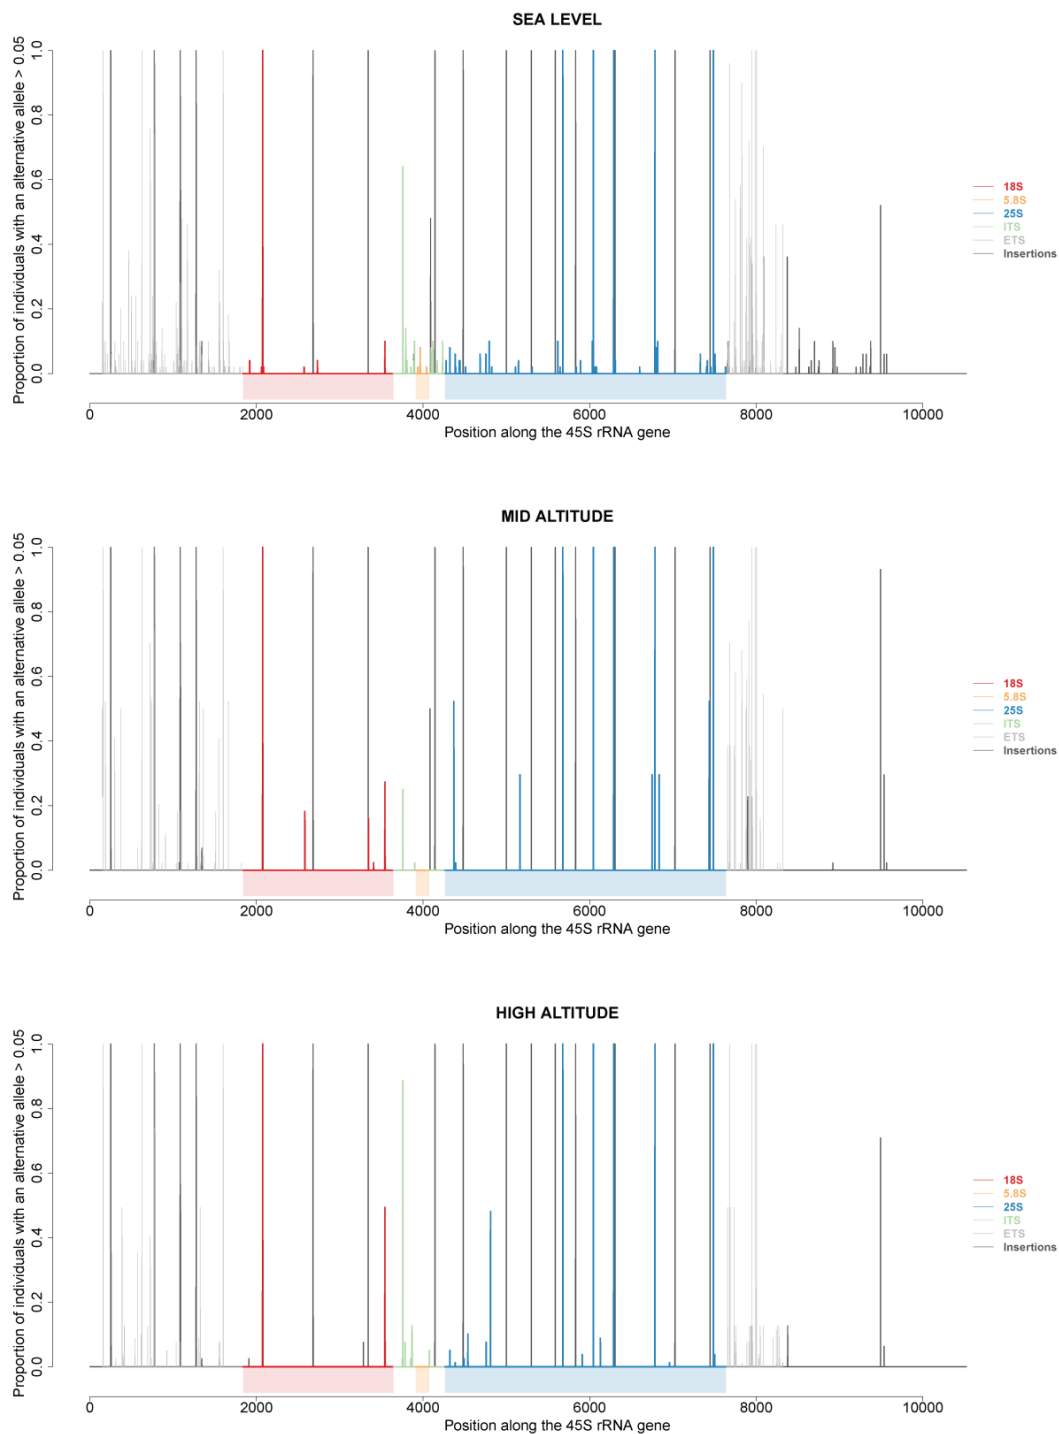 SEA LEVEL
Proportion of individuals with an alternative allele > 0.05
1.0
0.8
0.6
0.4
0.2
0.0
18S
5.8S
25S
ITS
ETS
Insertions
0 2000 4000 6000 8000 10000
Position along the 45S rRNA gene
MID ALTITUDE
Proportion of individuals with an alternative allele > 0.05
1.0
0.8
0.6
0.4
0.2
0.0
18S
5.8S
25S
ITS
ETS
Insertions
0 2000 4000 6000 8000 10000
Position along the 45S rRNA gene
HIGH ALTITUDE
Proportion of individuals with an alternative allele > 0.05
1.0
0.8
0.6
0.4
0.2
0.0
18S
5.8S
25S
ITS
ETS
Insertions
0 2000 4000 6000 8000 10000
Position along the 45S rRNA gene